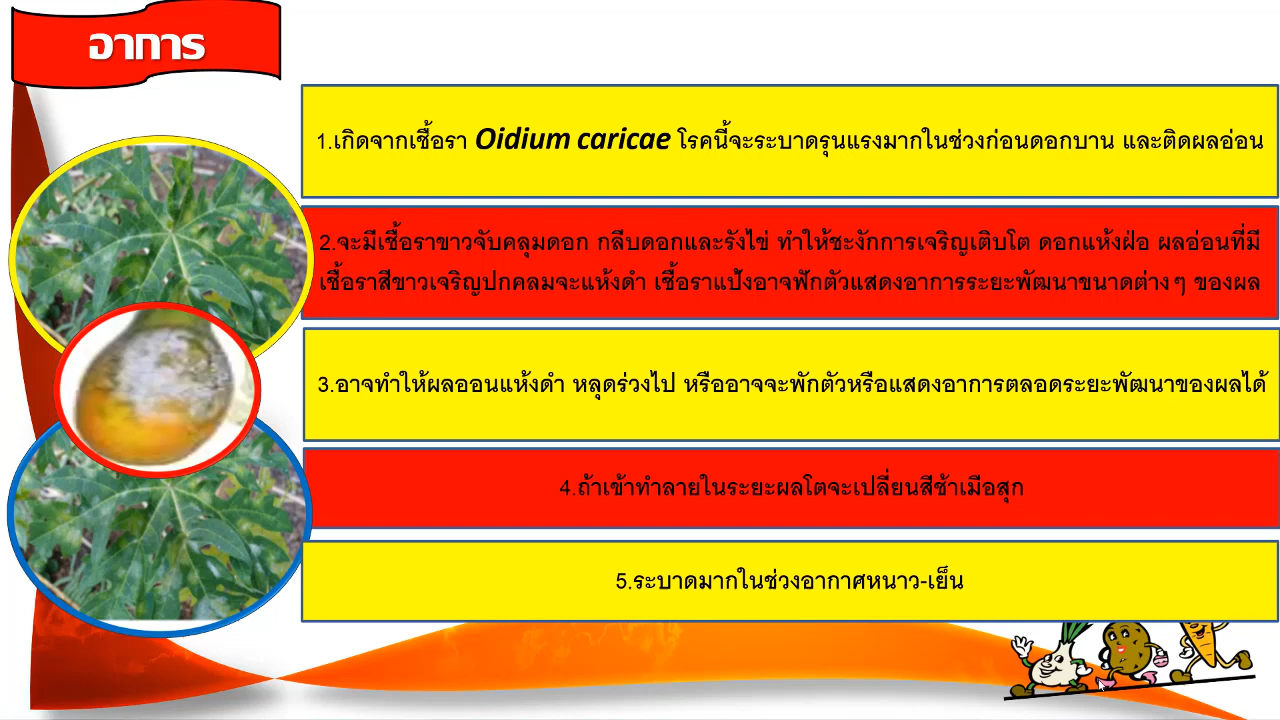 อาการ
1.เกิดจากเชื้อรา Oidium caricae โรคนี้จะระบาดรุนแรงมากในช่วงก่อนดอกบาน และติดผลอ่อน
2.จะมีเชื้อราขาวจับคลุมดอก กลีบดอกและรังไข่ ทำให้ชะงักการเจริญเติบโต ดอกแห้งฝ่อ ผลอ่อนที่มี
เชื้อราสีขาวเจริญปกคลมจะแห้งดำ เชื้อราแป้งอาจฟักตัวแสดงอาการระยะพัฒนาขนาดต่างๆ ของผล
3.อาจทำให้ผลออนแห้งดำ หลุดร่วงไป หรืออาจจะพักตัวหรือแสดงอาการตลอดระยะพัฒนาของผลได้
4.ถ้าเข้าทำลายในระยะผลโตจะเปลี่ยนสีช้าเมือสุก
5.ระบาดมากในช่วงอากาศหนาว-เย็น